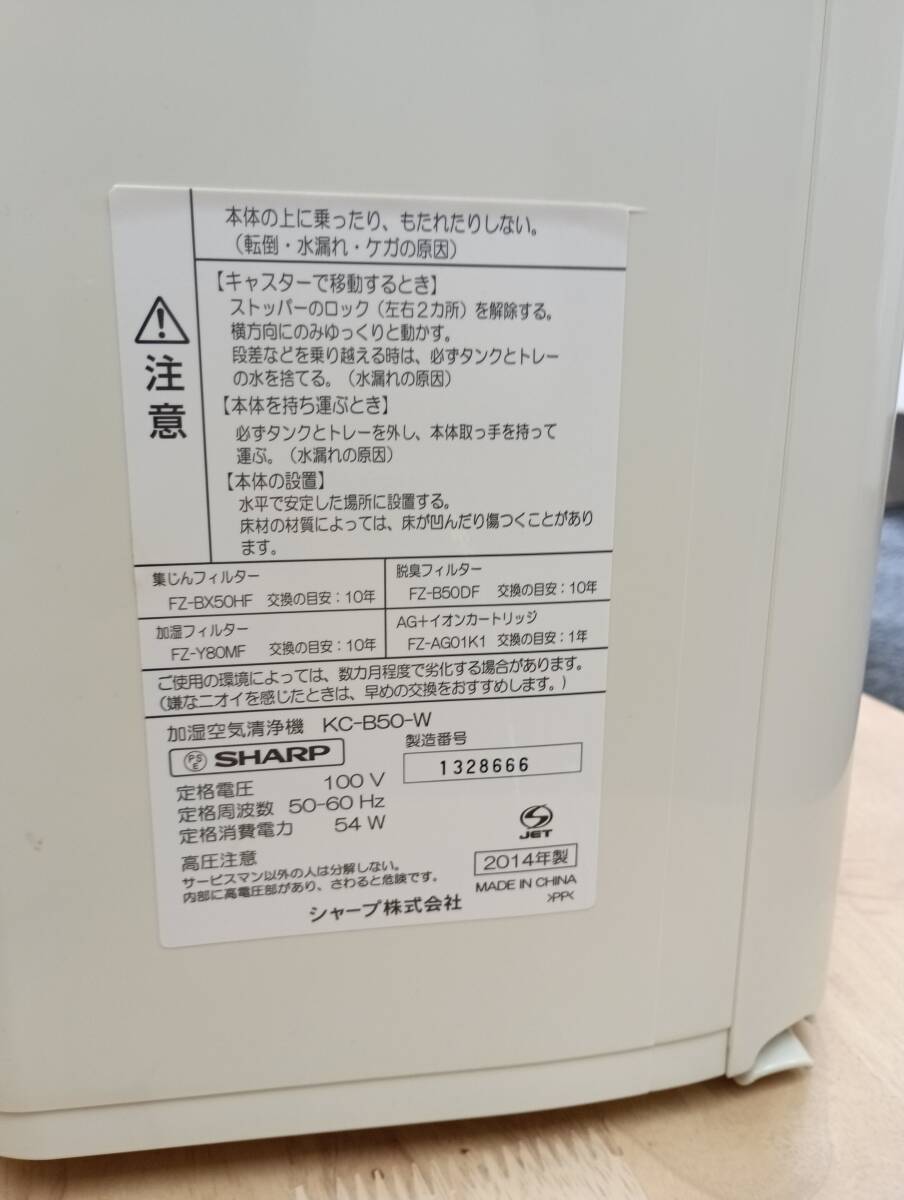 注意
本体の上に乗ったり、もたれたりしない。
（転倒・水漏れ・ケガの原因）
【キャスターで移動するとき】
ストッパーのロック（左右２カ所）を解除する。
横方向にのみゆっくりと動かす。
段差などを乗り越える時は、必ずタンクとトレー
の水を捨てる。（水漏れの原因）
【本体を持ち運ぶとき】
必ずタンクとトレーを外し、本体取っ手を持って
運ぶ。（水漏れの原因）
【本体の設置】
水平で安定した場所に設置する。
床材の材質によっては、床が凹んだり傷つくことがあり
ます。
集じんフィルター
FZ-BX50HF 交換の目安：10年
脱臭フィルター
FZ-B50DF 交換の目安：10年
加湿フィルター
FZ-Y80MF 交換の目安：10年
AG+イオンカートリッジ
FZ-AG01K1 交換の目安：1年
ご使用の環境によっては、数カ月程度で劣化する場合があります。
（嫌なニオイを感じたときは、早めの交換をおすすめします。）
加湿空気清浄機 KC-B50-W
PSE SHARP
製造番号
1328666
定格電圧 100 V
定格周波数 50-60 Hz
定格消費電力 54 W
JET
高圧注意
サービスマン以外の人は分解しない。
内部に高電圧部があり、さわると危険です。
2014年製
MADE IN CHINA
>PP<
シャープ株式会社